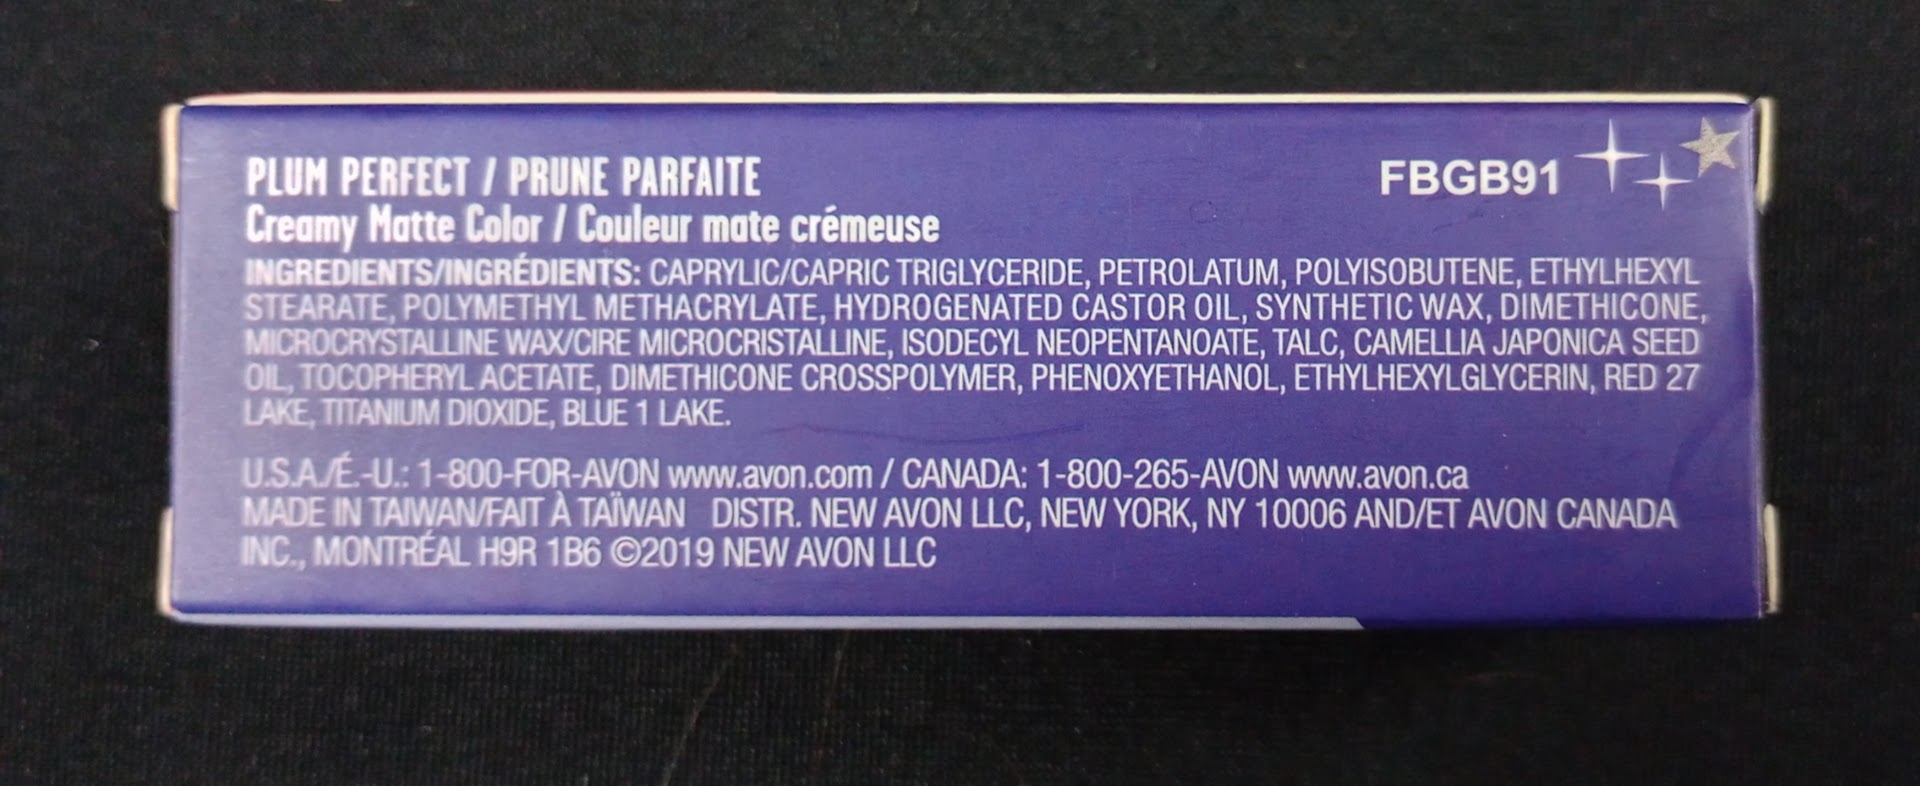 PLUM PERFECT / PRUNE PARFAITE
FBGB91
Creamy Matte Color / Couleur mate crémeuse
INGREDIENTS/INGRÉDIENTS: CAPRYLIC/CAPRIC TRIGLYCERIDE, PETROLATUM, POLYISOBUTENE, ETHYLHEXYL
STEARATE, POLYMETHYL METHACRYLATE, HYDROGENATED CASTOR OIL, SYNTHETIC WAX, DIMETHICONE,
MICROCRYSTALLINE WAX/CIRE MICROCRISTALLINE, ISODECYL NEOPENTANOATE, TALC, CAMELLIA JAPONICA SEED
OIL, TOCOPHERYL ACETATE, DIMETHICONE CROSSPOLYMER, PHENOXYETHANOL, ETHYLHEXYLGLYCERIN, RED 27
LAKE, TITANIUM DIOXIDE, BLUE 1 LAKE.
U.S.A./É.-U.: 1-800-FOR-AVON www.avon.com / CANADA: 1-800-265-AVON www.avon.ca
MADE IN TAIWAN/FAIT À TAÏWAN DISTR. NEW AVON LLC, NEW YORK, NY 10006 AND/ET AVON CANADA
INC., MONTRÉAL H9R 1B6 ©2019 NEW AVON LLC